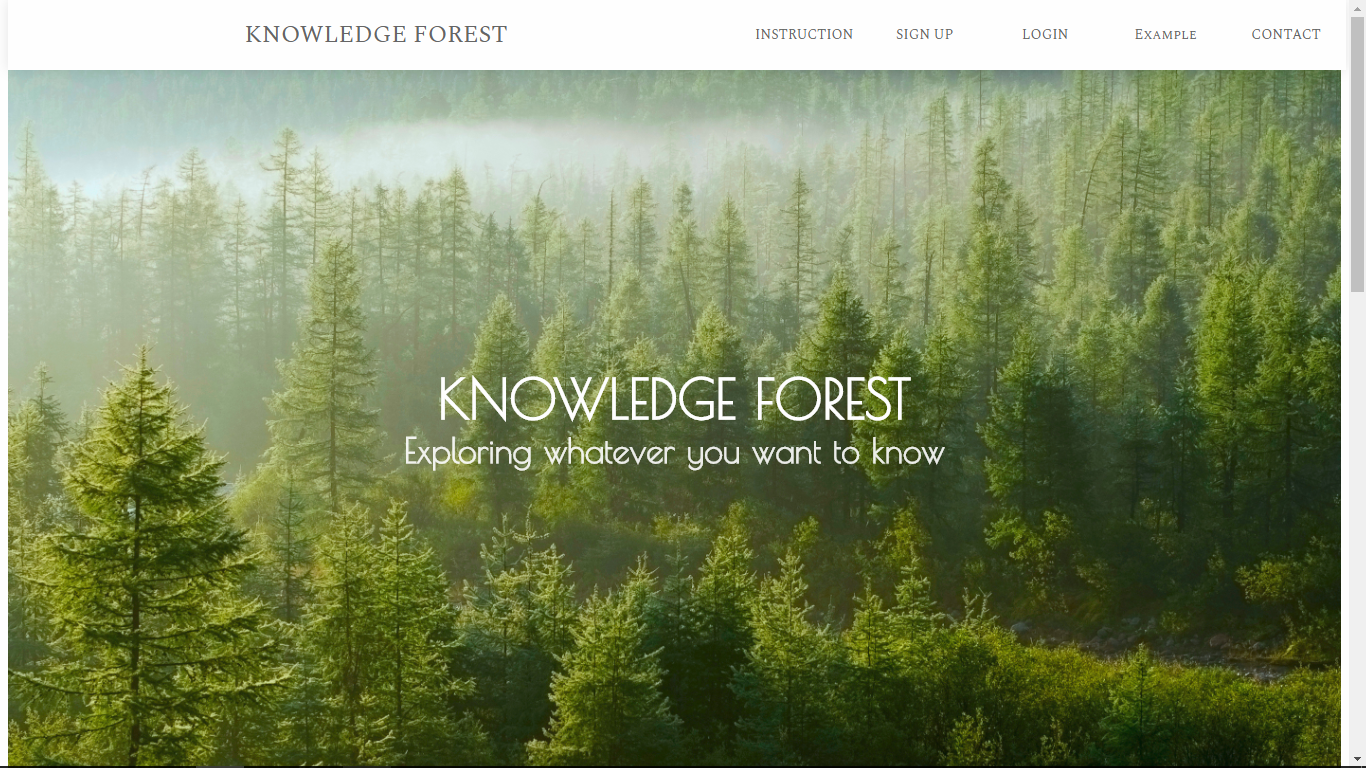 KNOWLEDGE FOREST
INSTRUCTION SIGN UP LOGIN Example CONTACT
KNOWLEDGE FOREST
Exploring whatever you want to know